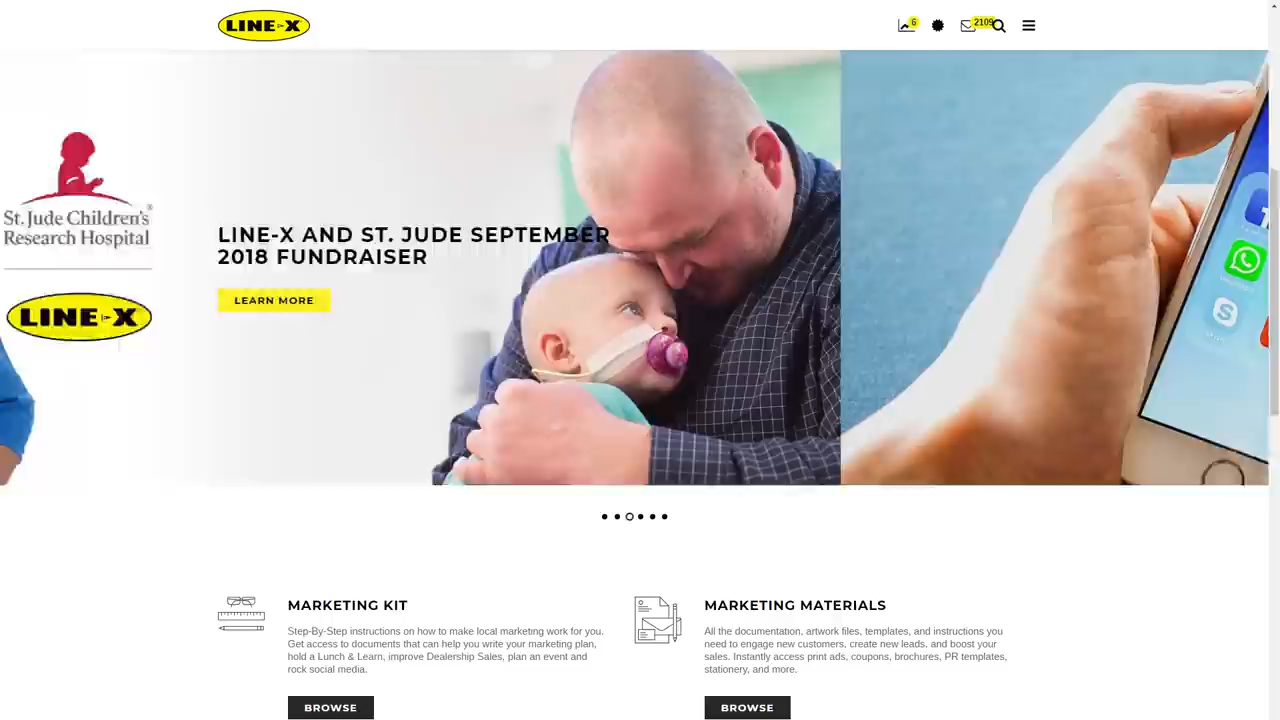 LINE-X
6
2109
St. Jude Children's®
Research Hospital
LINE-X
LINE-X AND ST. JUDE SEPTEMBER
2018 FUNDRAISER
LEARN MORE
MARKETING KIT
Step-By-Step instructions on how to make local marketing work for you.
Get access to documents that can help you write your marketing plan,
hold a Lunch & Learn, improve Dealership Sales, plan an event and
rock social media.
BROWSE
MARKETING MATERIALS
All the documentation, artwork files, templates, and instructions you
need to engage new customers, create new leads, and boost your
sales. Instantly access print ads, coupons, brochures, PR templates,
stationery, and more.
BROWSE